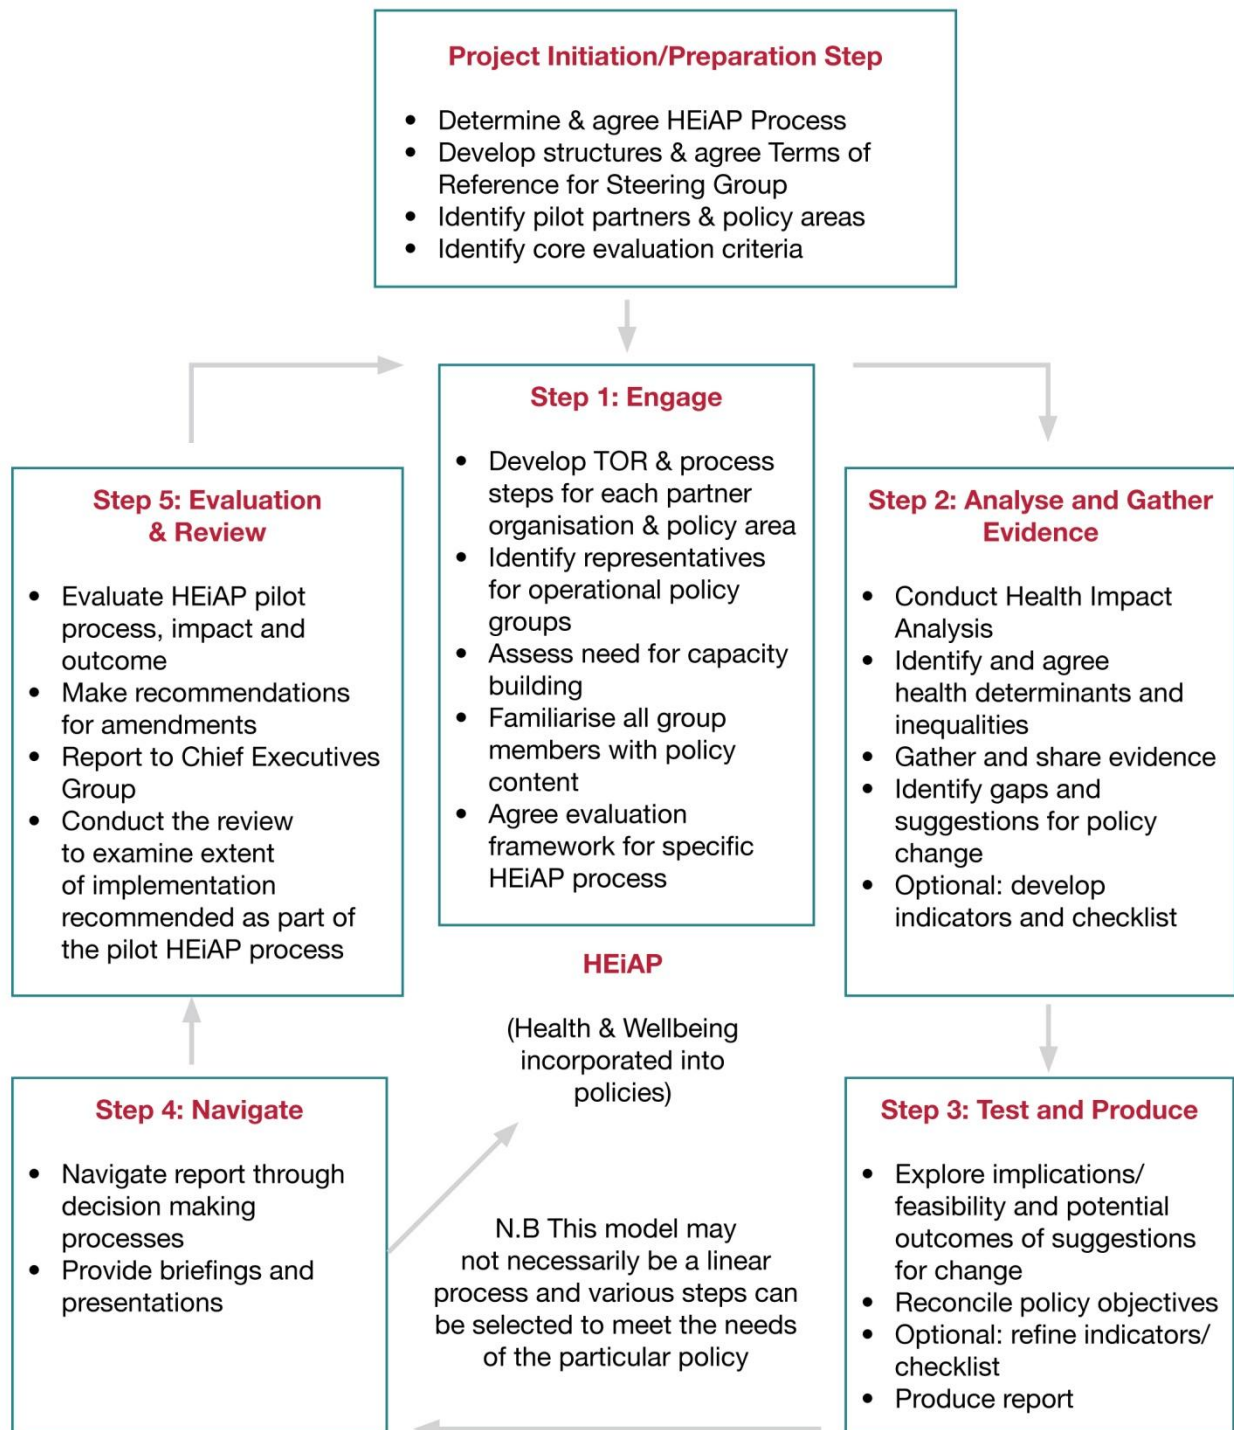 Project Initiation/Preparation Step
• Determine & agree HEiAP Process
• Develop structures & agree Terms of
Reference for Steering Group
• Identify pilot partners & policy areas
• Identify core evaluation criteria
Step 1: Engage
• Develop TOR & process
steps for each partner
organisation & policy area
• Identify representatives
for operational policy
groups
• Assess need for capacity
building
• Familiarise all group
members with policy
content
• Agree evaluation
framework for specific
HEiAP process
Step 2: Analyse and Gather
Evidence
• Conduct Health Impact
Analysis
• Identify and agree
health determinants and
inequalities
• Gather and share evidence
• Identify gaps and
suggestions for policy
change
• Optional: develop
indicators and checklist
Step 3: Test and Produce
• Explore implications/
feasibility and potential
outcomes of suggestions
for change
• Reconcile policy objectives
• Optional: refine indicators/
checklist
• Produce report
Step 4: Navigate
• Navigate report through
decision making
processes
• Provide briefings and
presentations
Step 5: Evaluation
& Review
• Evaluate HEiAP pilot
process, impact and
outcome
• Make recommendations
for amendments
• Report to Chief Executives
Group
• Conduct the review
to examine extent
of implementation
recommended as part of
the pilot HEiAP process
HEiAP
(Health & Wellbeing
incorporated into
policies)
N.B This model may
not necessarily be a linear
process and various steps can
be selected to meet the needs
of the particular policy